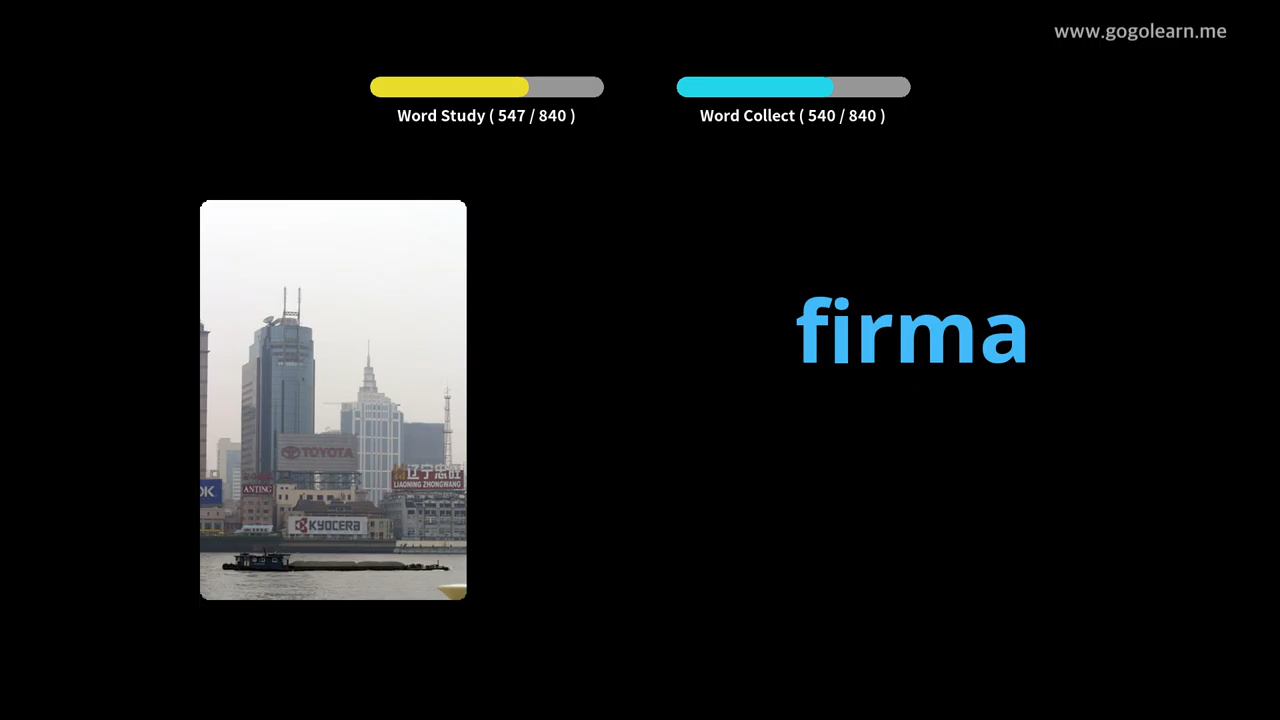 www.gogolearn.me
Word Study ( 547 / 840 )
Word Collect ( 540 / 840 )
firma
TOYOTA
辽宁忠旺
LIAONING ZHONGWANG
ANTING
KYOCERA